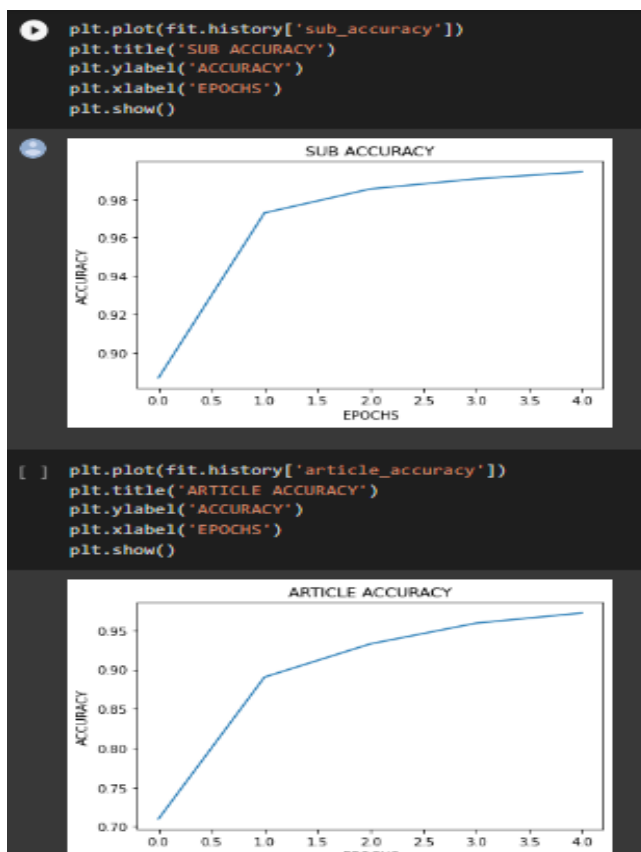 plt.plot(fit.history['sub_accuracy'])
plt.title('SUB ACCURACY')
plt.ylabel('ACCURACY')
plt.xlabel('EPOCHS')
plt.show()
SUB ACCURACY
0.98
0.96
0.94
0.92
0.90
ACCURACY
0.0 0.5 1.0 1.5 2.0 2.5 3.0 3.5 4.0
EPOCHS
[ ] plt.plot(fit.history['article_accuracy'])
plt.title('ARTICLE ACCURACY')
plt.ylabel('ACCURACY')
plt.xlabel('EPOCHS')
plt.show()
ARTICLE ACCURACY
0.95
0.90
0.85
0.80
0.75
0.70
ACCURACY
0.0 0.5 1.0 1.5 2.0 2.5 3.0 3.5 4.0